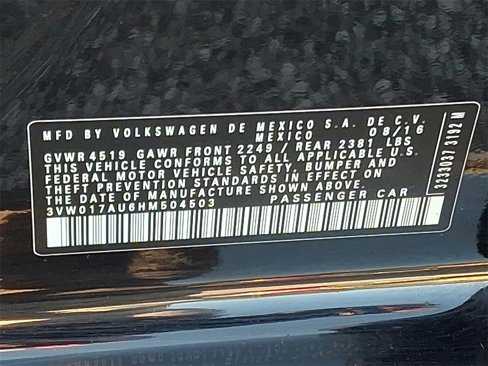 MFD BY VOLKSWAGEN DE MEXICO S.A. DE C.V.
MEXICO 08/16
GVWR 4519 GAWR FRONT 2249 / REAR 2381 LBS
THIS VEHICLE CONFORMS TO ALL APPLICABLE U.S.
FEDERAL MOTOR VEHICLE SAFETY, BUMPER AND
THEFT PREVENTION STANDARDS IN EFFECT ON
THE DATE OF MANUFACTURE SHOWN ABOVE.
3VW017AU6HM504503 PASSENGER CAR
3233037 3192 M